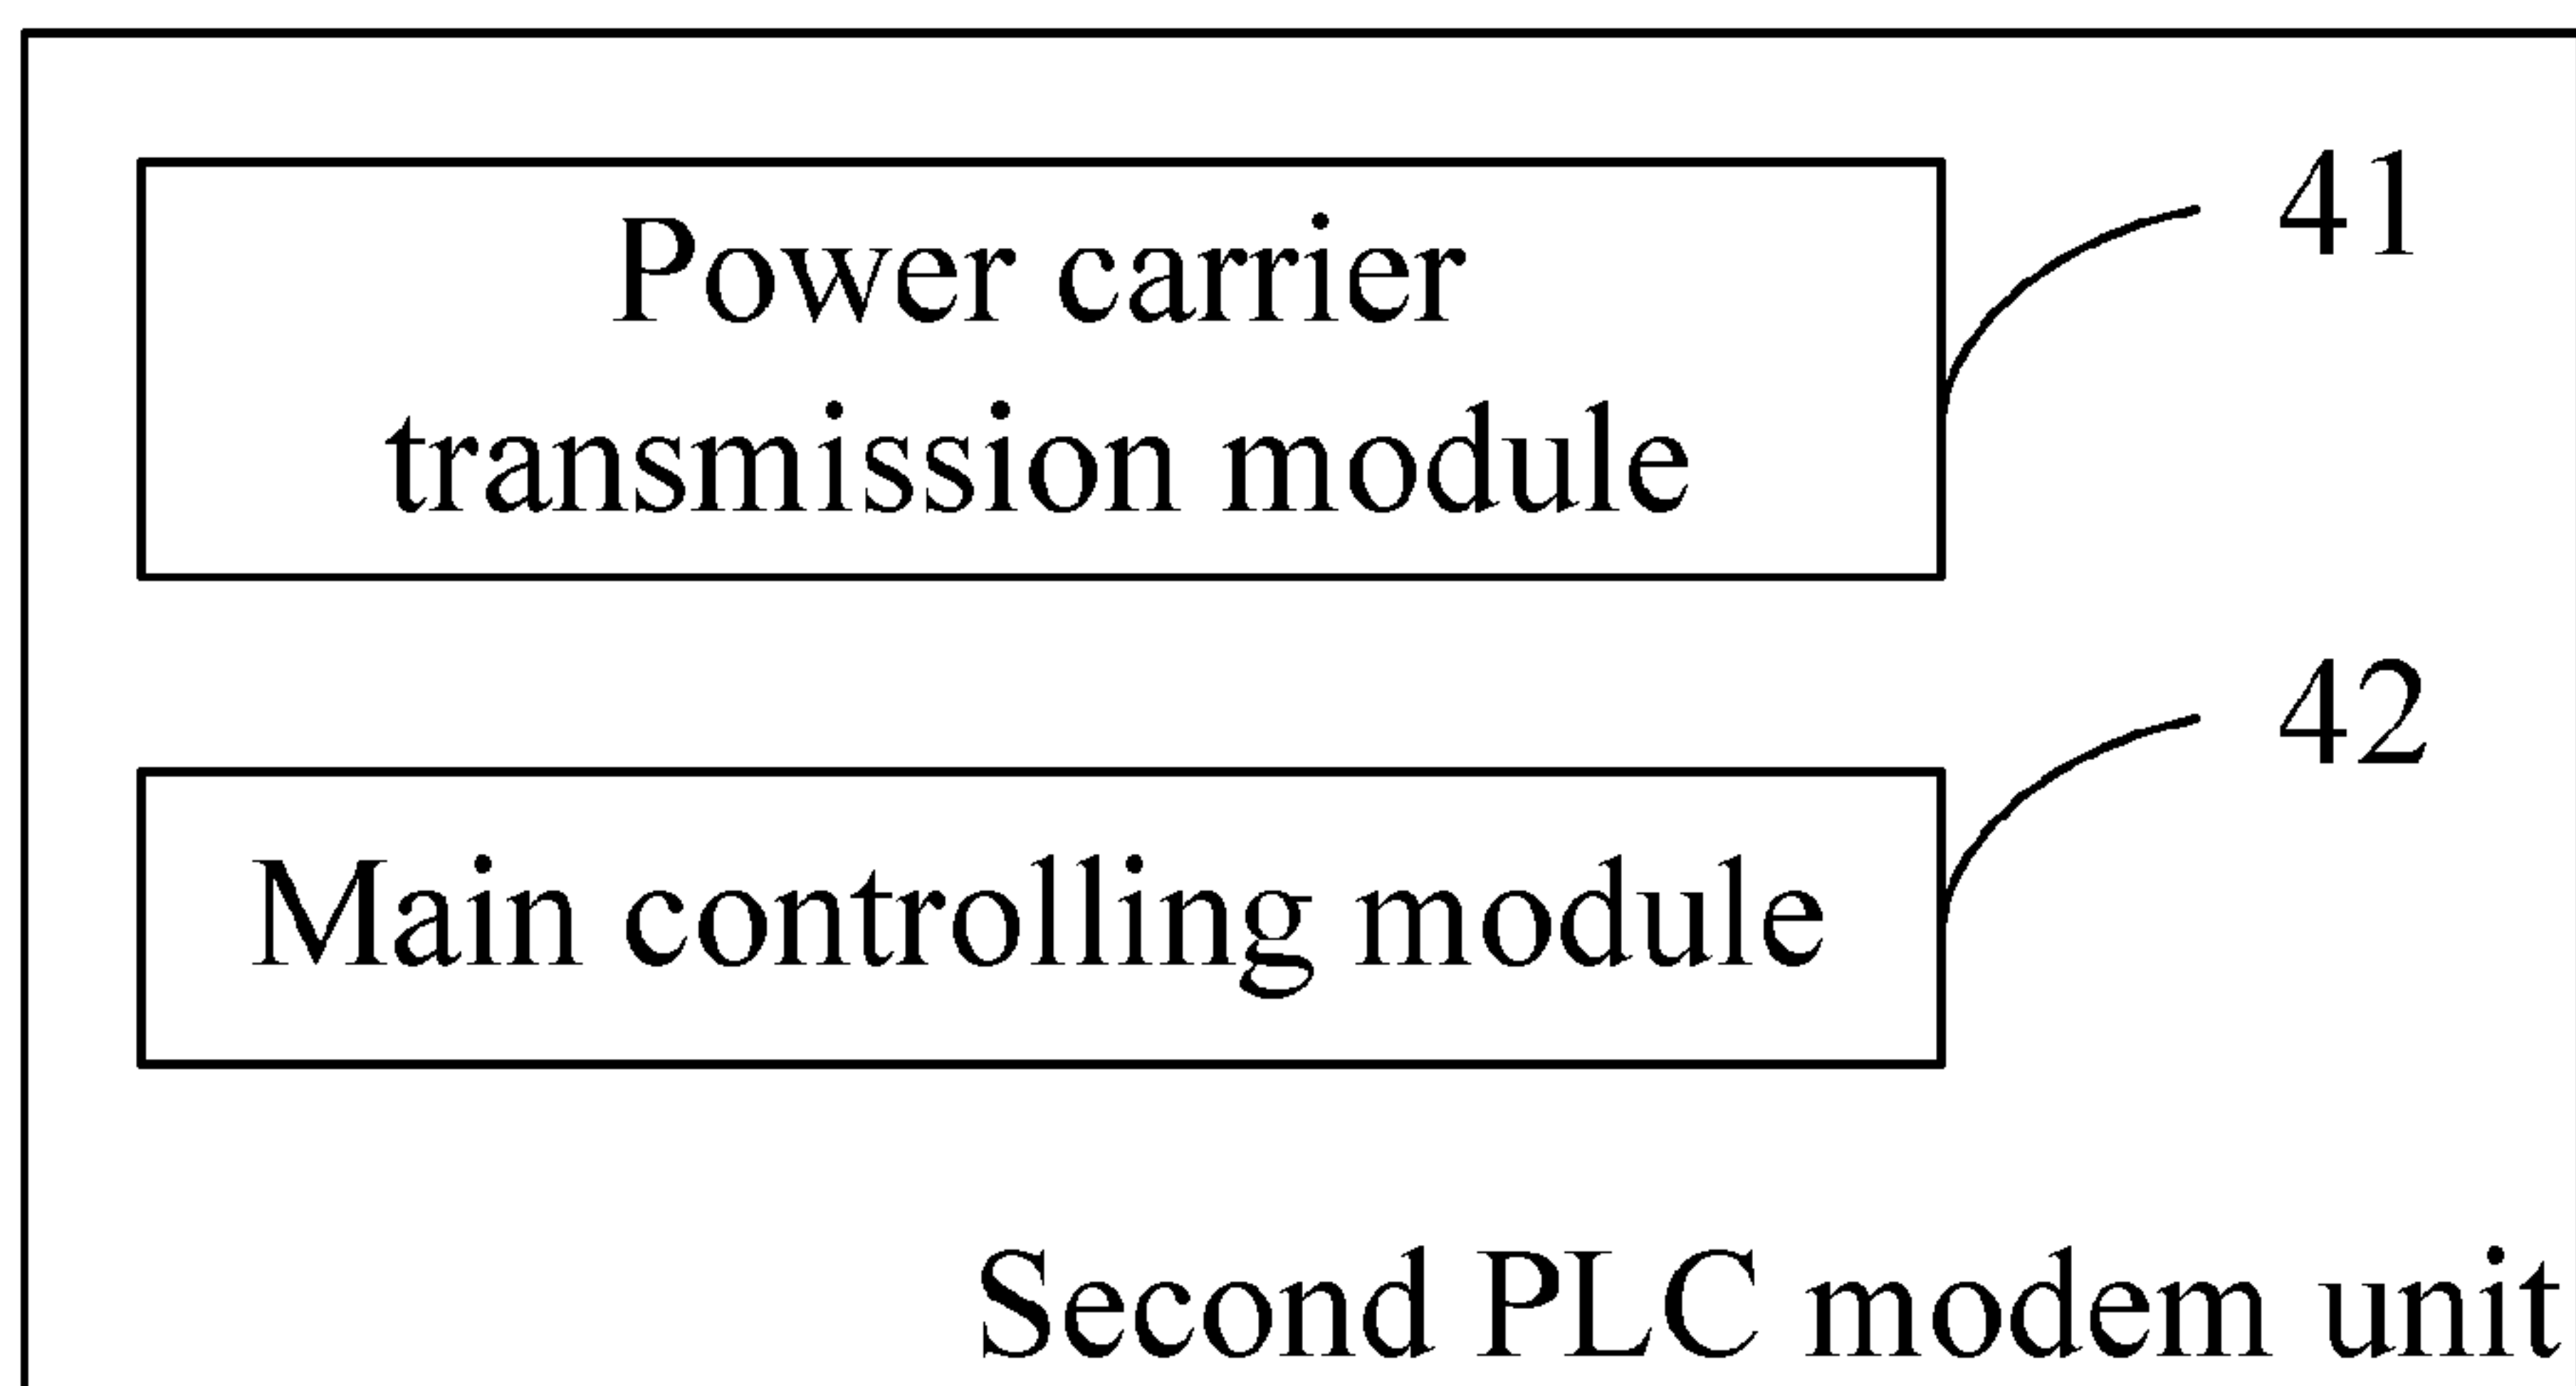 Power carrier
transmission module
41
Main controlling module
42
Second PLC modem unit